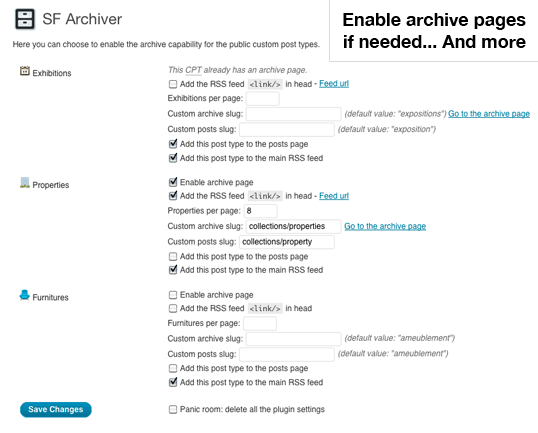 SF Archiver
Enable archive pages
if needed... And more
Here you can choose to enable the archive capability for the public custom post types.
Exhibitions
This CPT already has an archive page.
Add the RSS feed <link/> in head - Feed url
Exhibitions per page:
Custom archive slug: (default value: "expositions") Go to the archive page
Custom posts slug: (default value: "exposition")
Add this post type to the posts page
Add this post type to the main RSS feed
Properties
Enable archive page
Add the RSS feed <link/> in head - Feed url
Properties per page: 8
Custom archive slug: collections/properties Go to the archive page
Custom posts slug: collections/property
Add this post type to the posts page
Add this post type to the main RSS feed
Furnitures
Enable archive page
Add the RSS feed <link/> in head
Furnitures per page:
Custom archive slug: (default value: "ameublement")
Custom posts slug: (default value: "ameublement")
Add this post type to the posts page
Add this post type to the main RSS feed
Save Changes
Panic room: delete all the plugin settings